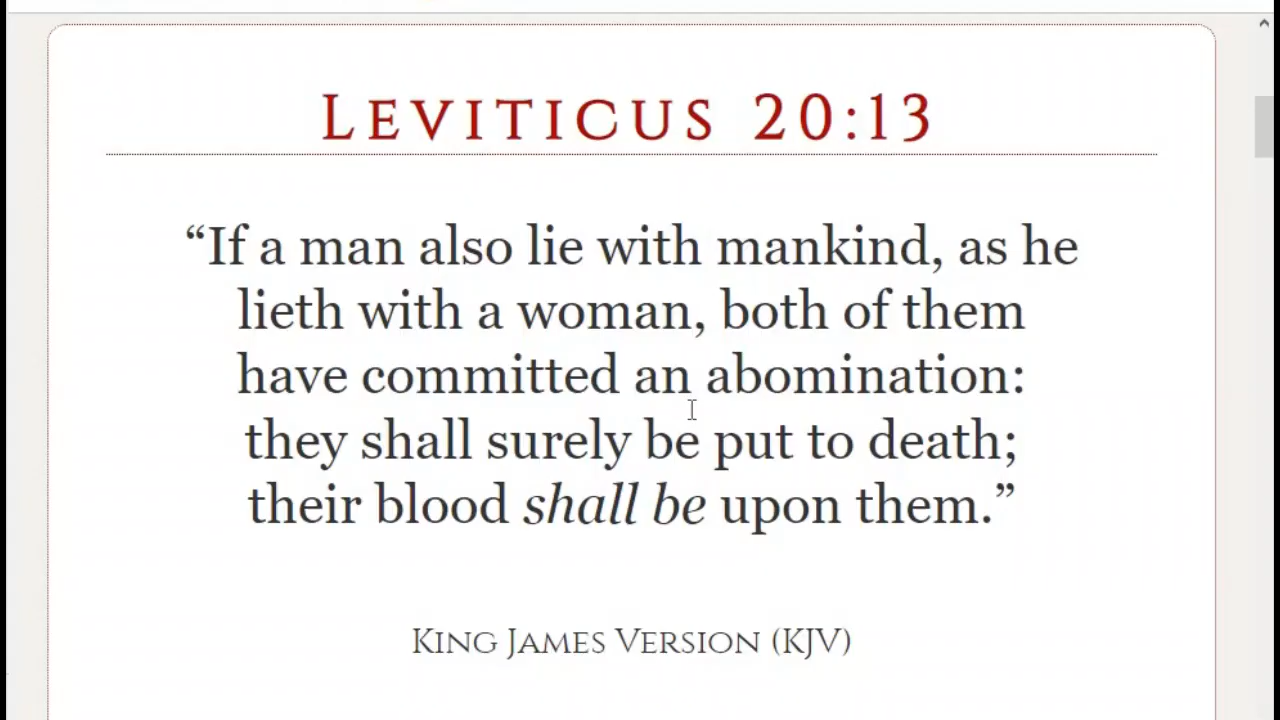 LEVITICUS 20:13
“If a man also lie with mankind, as he
lieth with a woman, both of them
have committed an abomination:
they shall surely be put to death;
their blood shall be upon them.”
KING JAMES VERSION (KJV)